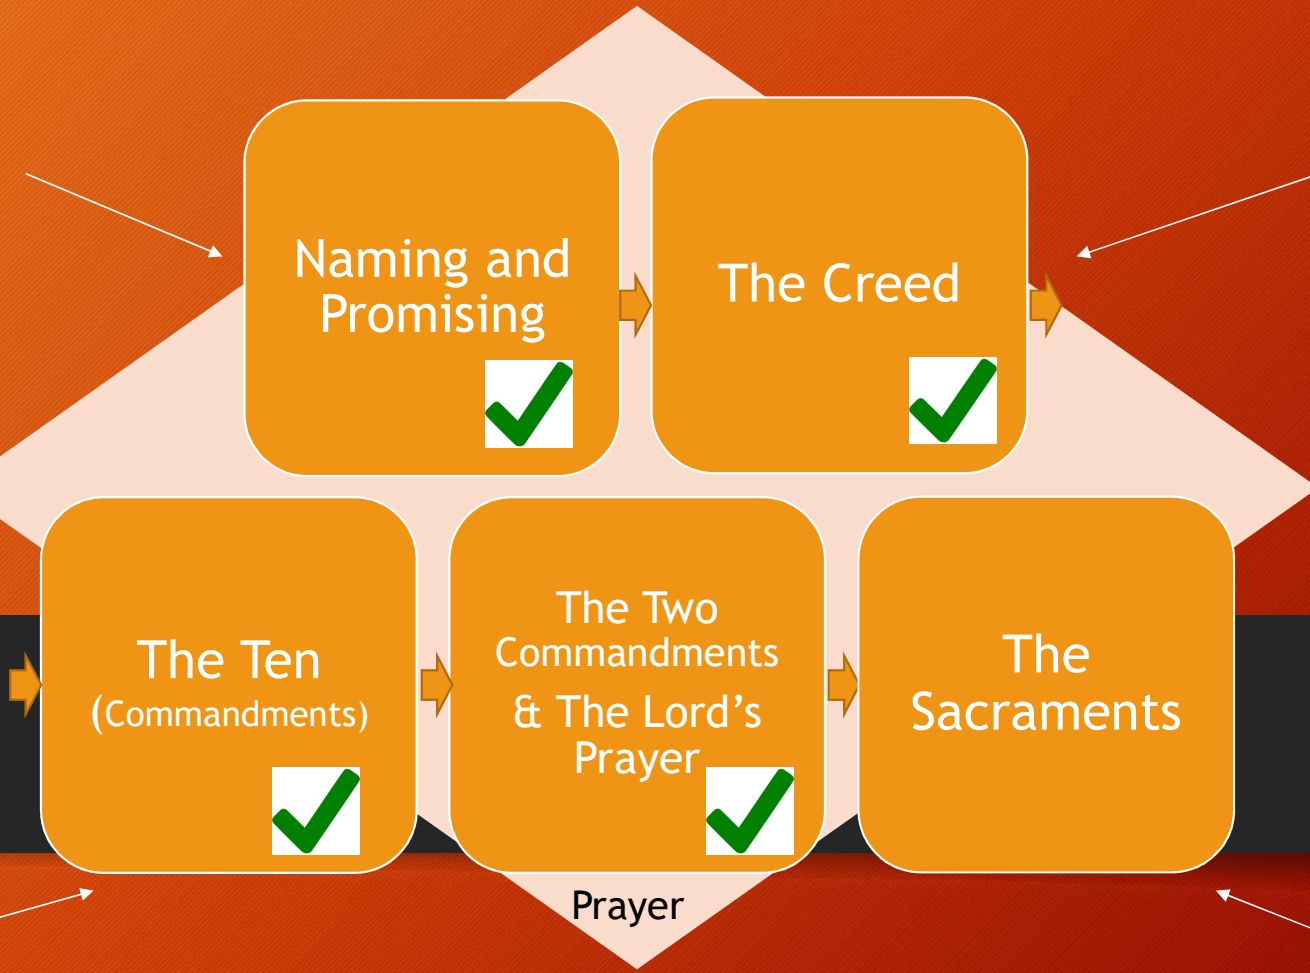 Naming and
Promising
The Creed
The Ten
(Commandments)
The Two
Commandments
& The Lord’s
Prayer
The
Sacraments
Prayer